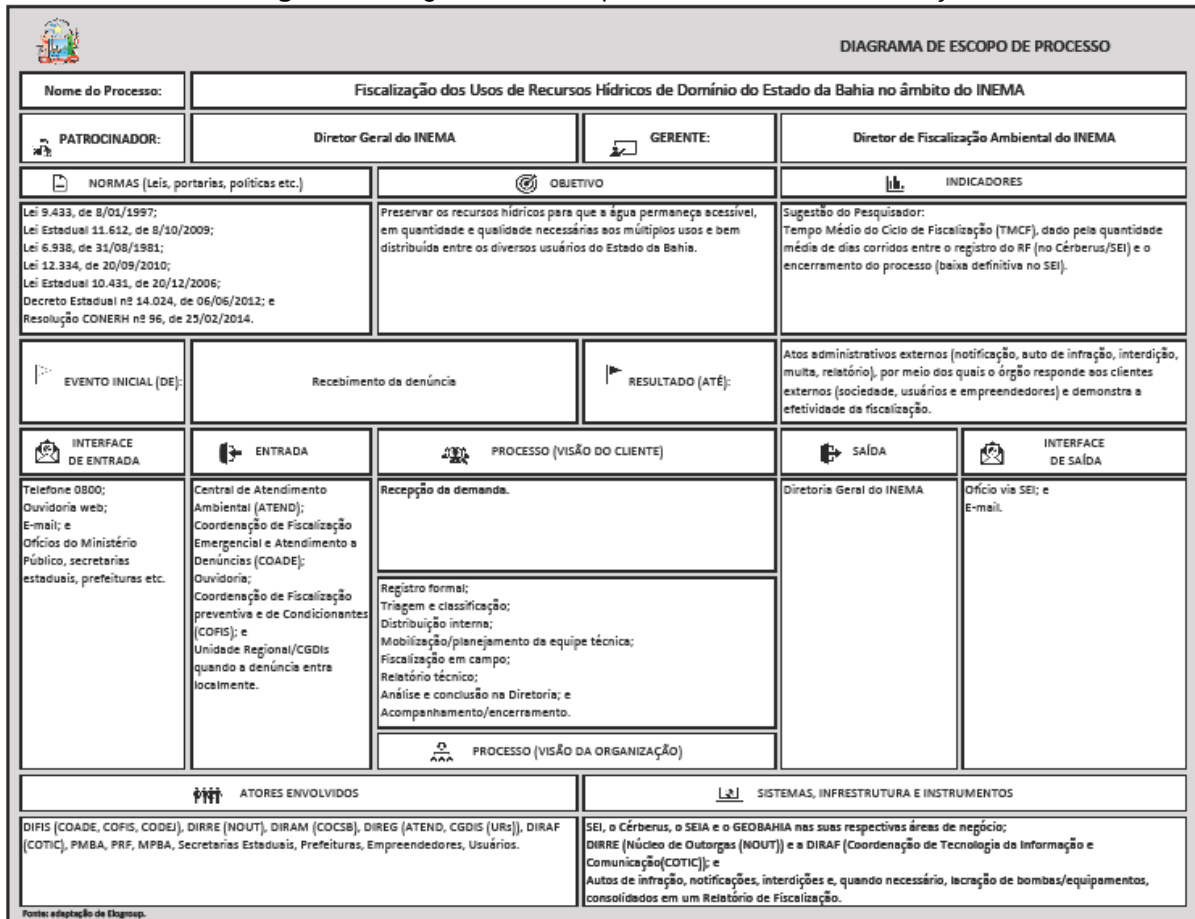 DIAGRAMA DE ESCOPO DE PROCESSO
Nome do Processo:
Fiscalização dos Usos de Recursos Hídricos de Domínio do Estado da Bahia no âmbito do INEMA
PATROCINADOR:
Diretor Geral do INEMA
GERENTE:
Diretor de Fiscalização Ambiental do INEMA
NORMAS (Leis, portarias, políticas etc.)
OBJETIVO
INDICADORES
Lei 9.433, de 8/01/1997;
Lei Estadual 11.612, de 8/10/
2009;
Lei 6.938, de 31/08/1981;
Lei 12.334, de 20/09/2010;
Lei Estadual 10.431, de 20/12/
2006;
Decreto Estadual nº 14.024, de 06/06/2012; e
Resolução CONERH nº 96, de 25/02/2014.
Preservar os recursos hídricos para que a água permaneça acessível,
em quantidade e qualidade necessárias aos múltiplos usos e bem
distribuída entre os diversos usuários do Estado da Bahia.
Sugestão do Pesquisador:
Tempo Médio do Ciclo de Fiscalização (TMCF), dado pela quantidade
média de dias corridos entre o registro do RF (no Cérberus/SEI) e o
encerramento do processo (baixa definitiva no SEI).
EVENTO INICIAL (DE):
Recebimento da denúncia
RESULTADO (ATÉ):
Atos administrativos externos (notificação, auto de infração, interdição,
multa, relatório), por meio dos quais o órgão responde aos clientes
externos (sociedade, usuários e empreendedores) e demonstra a
efetividade da fiscalização.
INTERFACE
DE ENTRADA
ENTRADA
PROCESSO (VISÃO DO CLIENTE)
SAÍDA
INTERFACE
DE SAÍDA
Telefone 0800;
Ouvidoria web;
E-mail; e
Ofícios do Ministério
Público, secretarias
estaduais, prefeituras etc.
Central de Atendimento
Ambiental (ATEND);
Coordenação de Fiscalização
Emergencial e Atendimento a
Denúncias (COADE);
Ouvidoria;
Coordenação de Fiscalização
preventiva e de Condicionantes
(COFIS); e
Unidade Regional/CGDIs
quando a denúncia entra
localmente.
Recepção da demanda.
Registro formal;
Triagem e classificação;
Distribuição interna;
Mobilização/planejamento da equipe técnica;
Fiscalização em campo;
Relatório técnico;
Análise e conclusão na Diretoria; e
Acompanhamento/encerramento.
PROCESSO (VISÃO DA ORGANIZAÇÃO)
Diretoria Geral do INEMA
Ofício via SEI; e
E-mail.
ATORES ENVOLVIDOS
SISTEMAS, INFRESTRUTURA E INSTRUMENTOS
DIFIS (COADE, COFIS, CODEJ), DIRRE (NOUT), DIRAM (COCSB), DIREG (ATEND, CGDIS (URs)), DIRAF
(COTIC), PMBA, PRF, MPBA, Secretarias Estaduais, Prefeituras, Empreendedores, Usuários.
SEI, o Cérberus, o SEIA e o GEOBAHIA nas suas respectivas áreas de
negócio;
DIRRE (Núcleo de Outorgas (NOUT)) e a DIRAF (Coordenação de Tecnologia da Informação e
Comunicação(COTIC)); e
Autos de infração, notificações, interdições e, quando necessário, lacração de bombas/equipamentos,
consolidados em um Relatório de Fiscalização.
Fonte: adaptação de Elogroup.